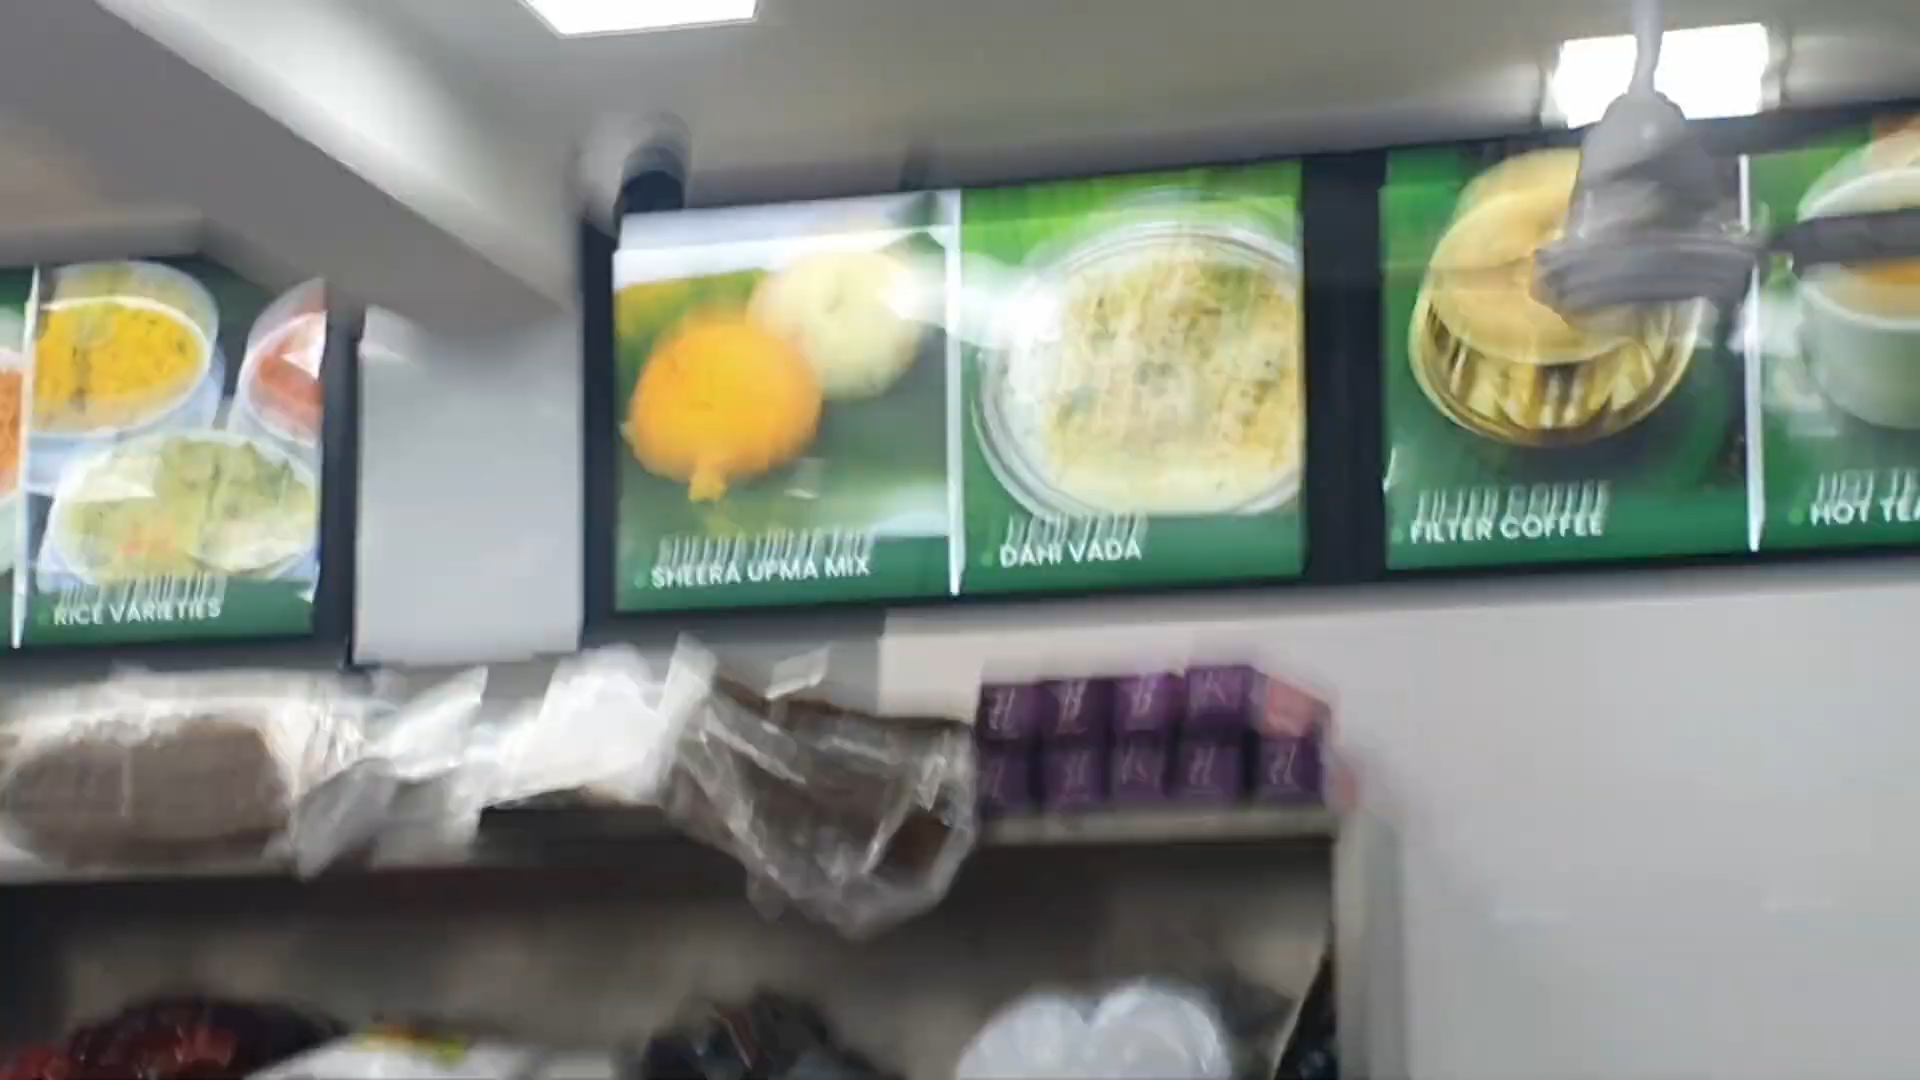 RICE VARIETIES
SHEERA UPMA MIX
DAHI VADA
FILTER COFFEE
HOT TEA